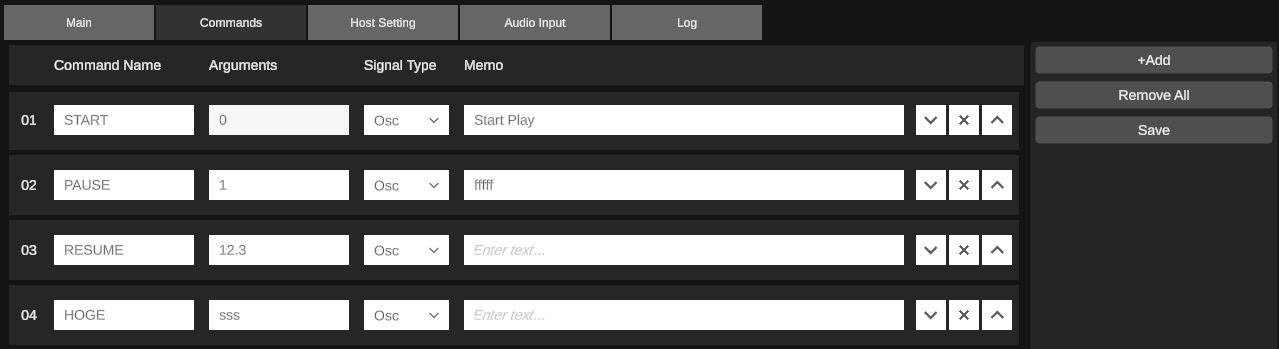 Main Commands Host Setting Audio Input Log
Command Name Arguments Signal Type Memo
+Add
Remove All
Save
01 START 0 Osc Start Play
02 PAUSE 1 Osc fffff
03 RESUME 12.3 Osc Enter text...
04 HOGE sss Osc Enter text...